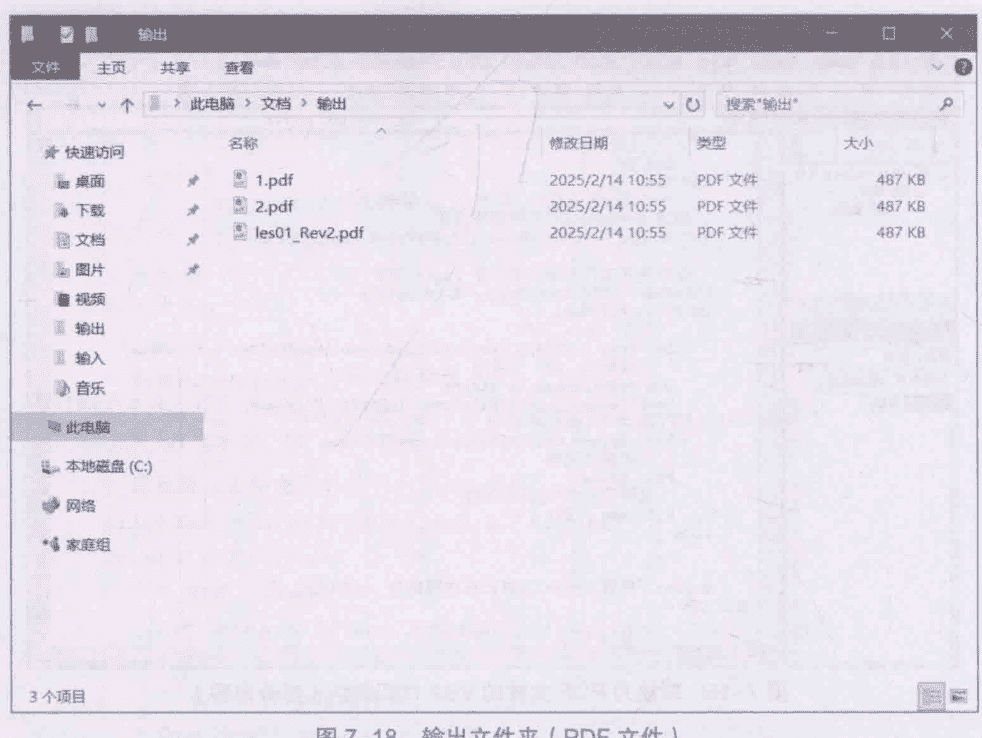 输出
文件 主页 共享 查看
此电脑 › 文档 › 输出 搜索"输出"
名称 修改日期 类型 大小
快速访问
桌面
下载
文档
图片
视频
输出
输入
音乐
此电脑
本地磁盘 (C:)
网络
家庭组
1.pdf 2025/2/14 10:55 PDF 文件 487 KB
2.pdf 2025/2/14 10:55 PDF 文件 487 KB
les01_Rev2.pdf 2025/2/14 10:55 PDF 文件 487 KB
3 个项目
图 7-18 输出文件夹(PDF 文件)